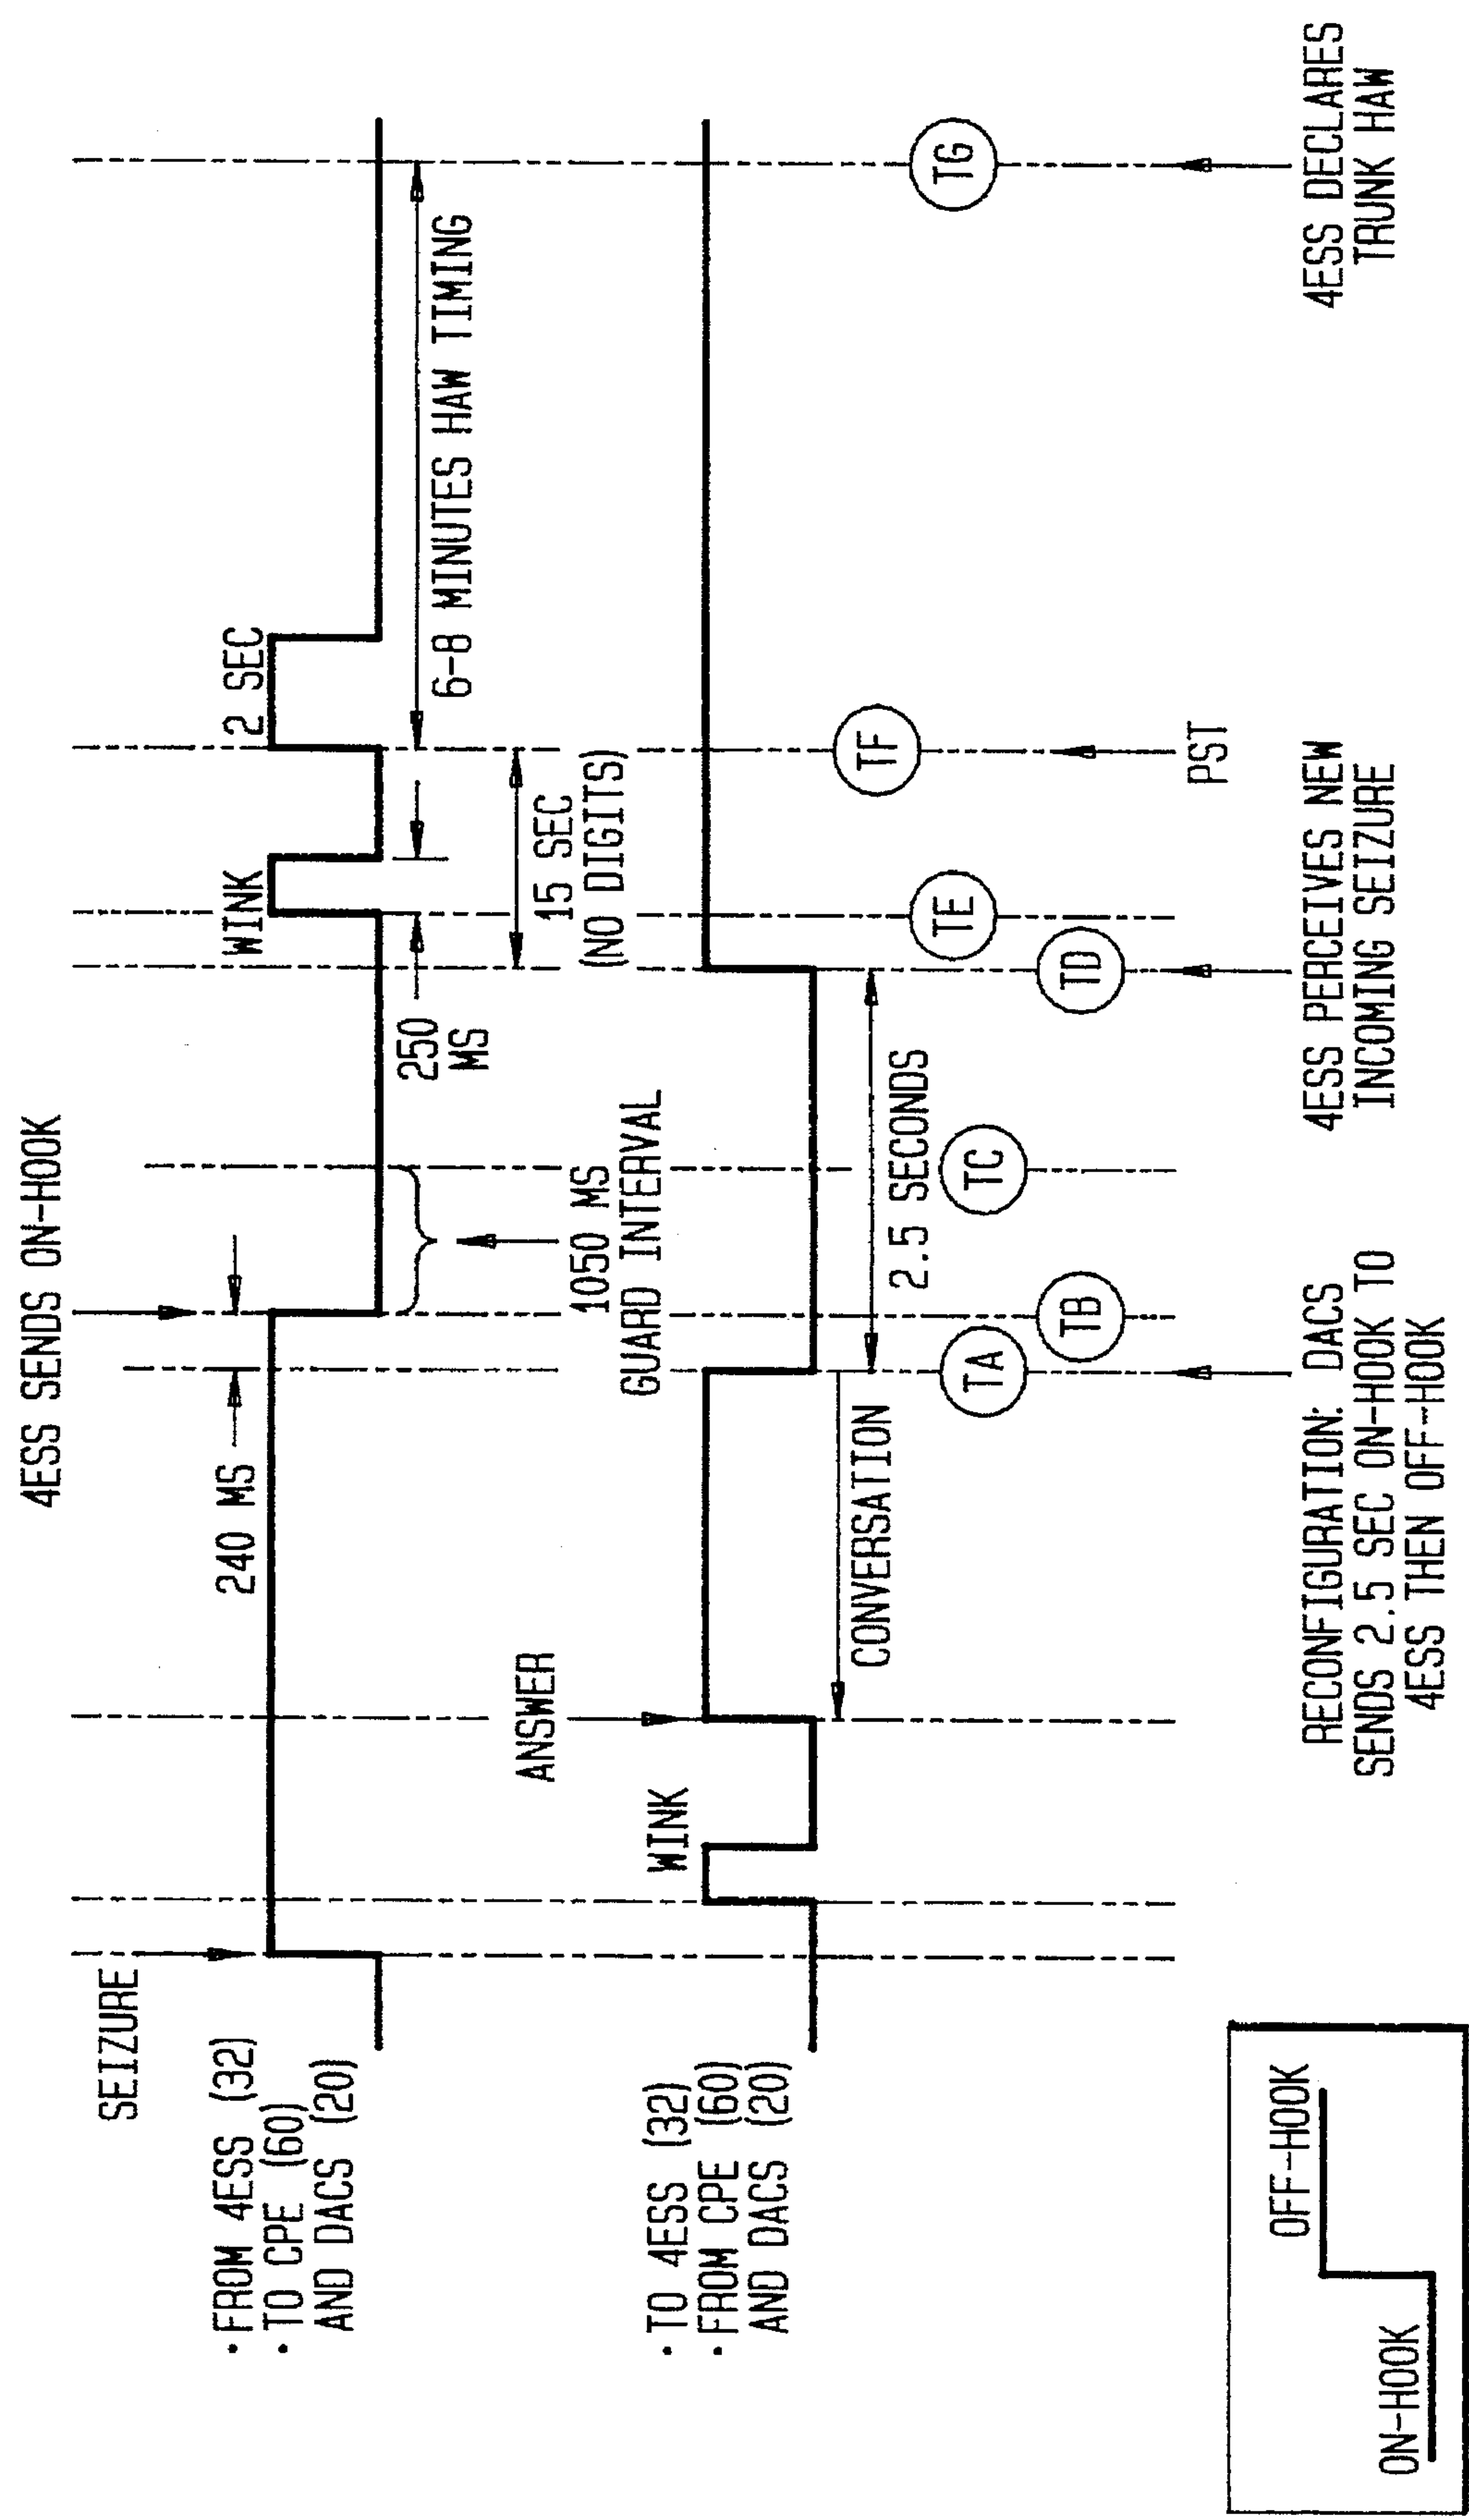 4ESS SENDS ON-HOOK
SEIZURE
240 MS
WINK
2 SEC
· FROM 4ESS (32)
· TO CPE (60)
AND DACS (20)
250
MS
6-8 MINUTES HAW TIMING
ANSWER
1050 MS
GUARD INTERVAL
15 SEC
(NO DIGITS)
WINK
· TO 4ESS (32)
· FROM CPE (60)
AND DACS (20)
CONVERSATION
2.5 SECONDS
TA
TB
TC
TD
TE
TF
TG
PST
RECONFIGURATION: DACS
SENDS 2.5 SEC ON-HOOK TO
4ESS THEN OFF-HOOK
4ESS PERCEIVES NEW
INCOMING SEIZURE
4ESS DECLARES
TRUNK HAW
OFF-HOOK
ON-HOOK